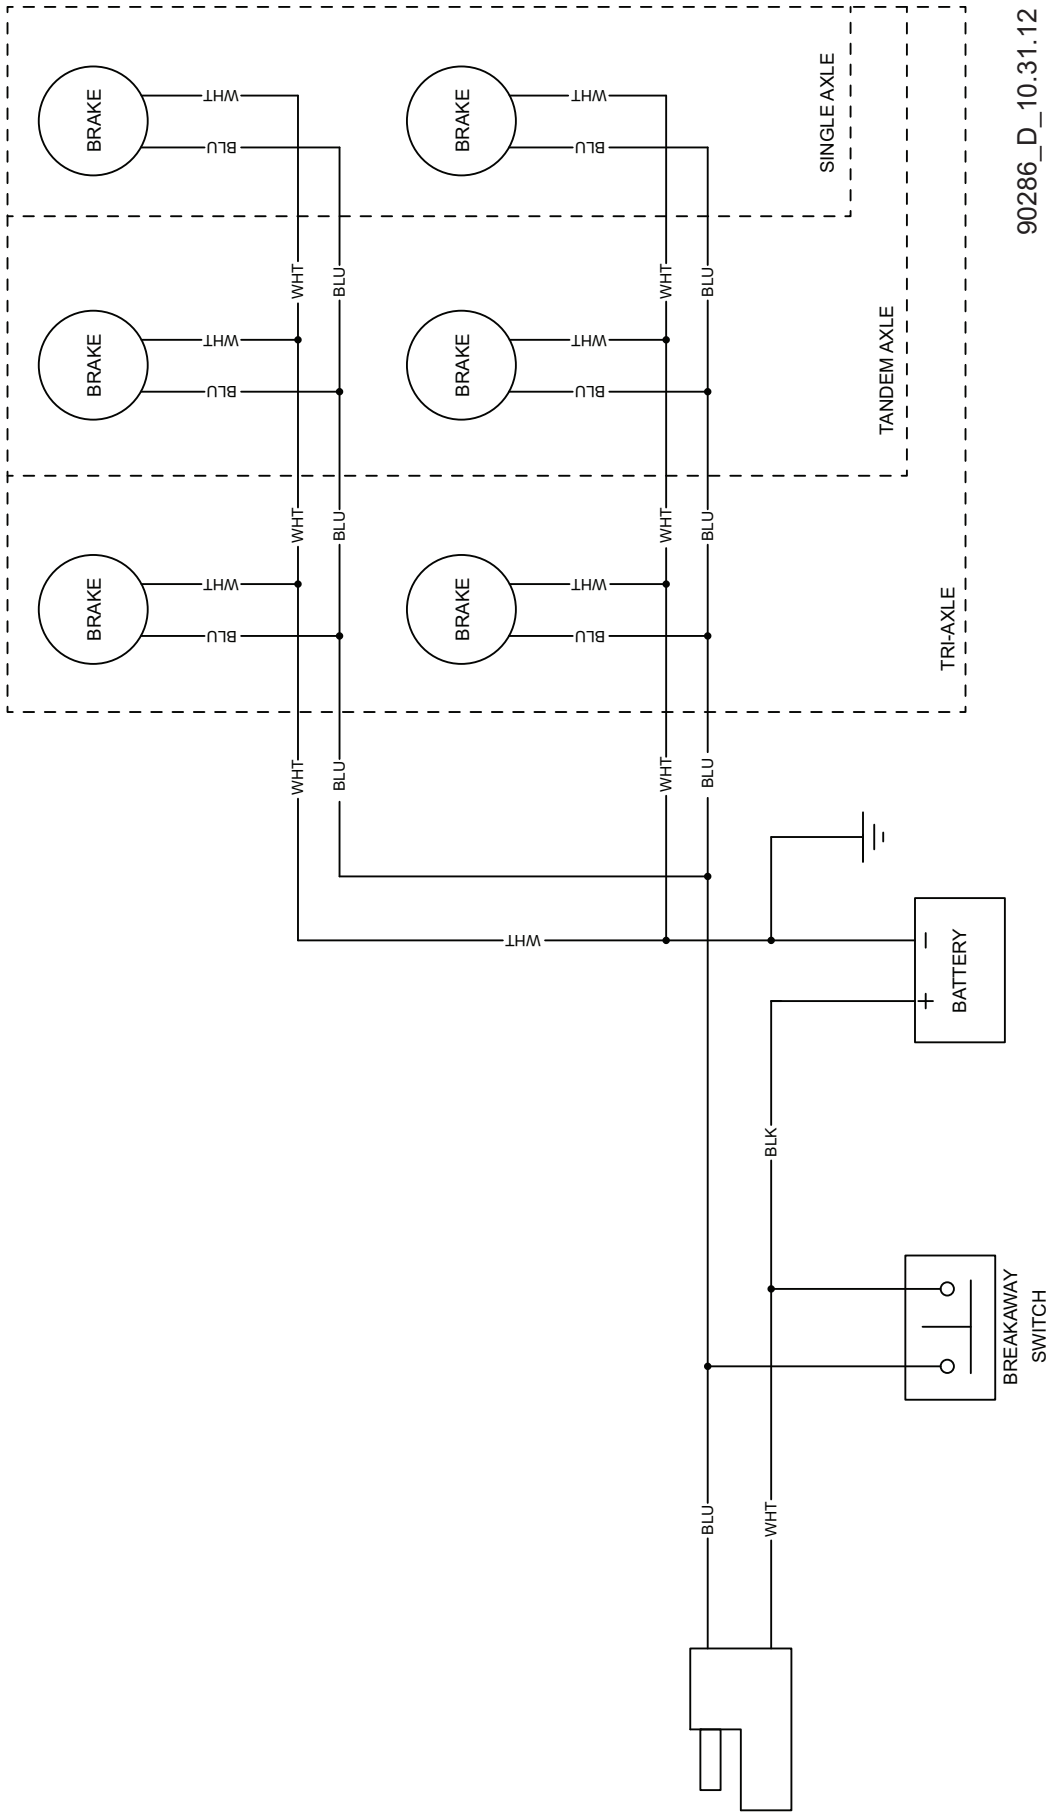 BRAKE
WHT
BLU
BRAKE
WHT
BLU
SINGLE AXLE
90286_D_10.31.12
WHT
BLU
WHT
BLU
BRAKE
WHT
BLU
BRAKE
WHT
BLU
TANDEM AXLE
WHT
BLU
WHT
BLU
BRAKE
WHT
BLU
BRAKE
WHT
BLU
TRI-AXLE
WHT
BLU
WHT
BLU
WHT
BATTERY
–
+
BLK
BREAKAWAY
SWITCH
BLU
WHT